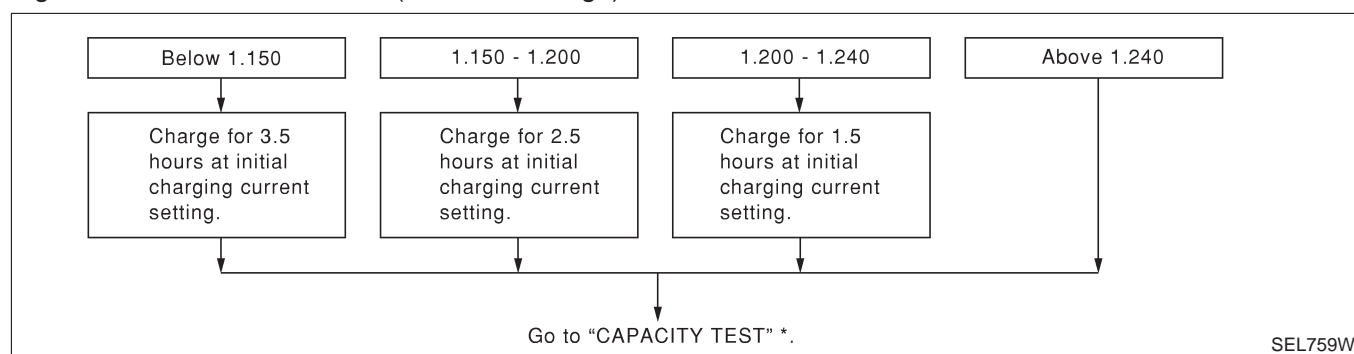 Below 1.150
1.150 - 1.200
1.200 - 1.240
Above 1.240
Charge for 3.5
hours at initial
charging current
setting.
Charge for 2.5
hours at initial
charging current
setting.
Charge for 1.5
hours at initial
charging current
setting.
Go to “CAPACITY TEST” *.
SEL759W